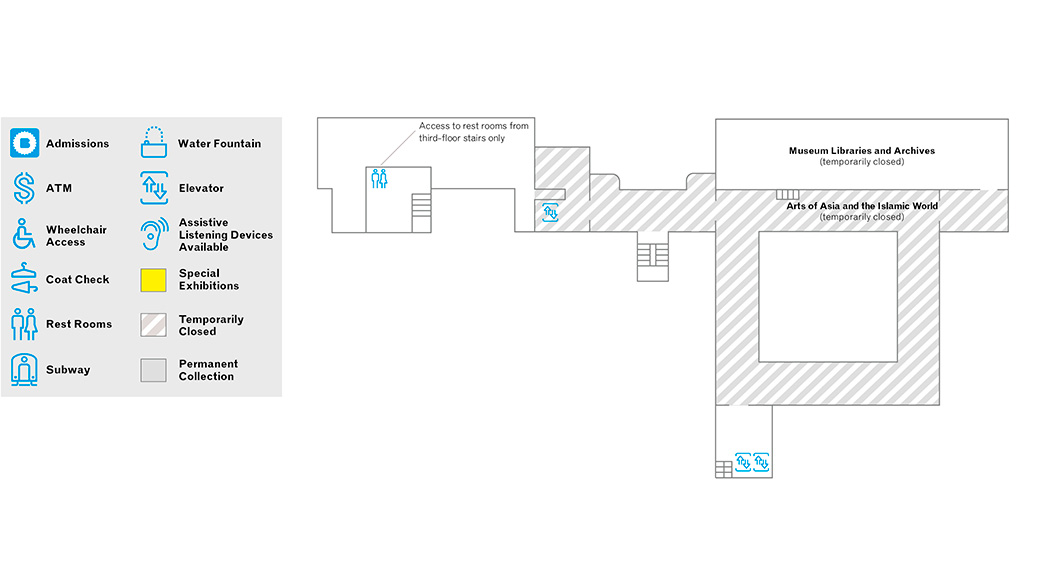 Admissions
Water Fountain
ATM
Elevator
Wheelchair
Access
Assistive
Listening Devices
Available
Coat Check
Special
Exhibitions
Rest Rooms
Temporarily
Closed
Subway
Permanent
Collection
Access to rest rooms from
third-floor stairs only
Museum Libraries and Archives
(temporarily closed)
Arts of Asia and the Islamic World
(temporarily closed)